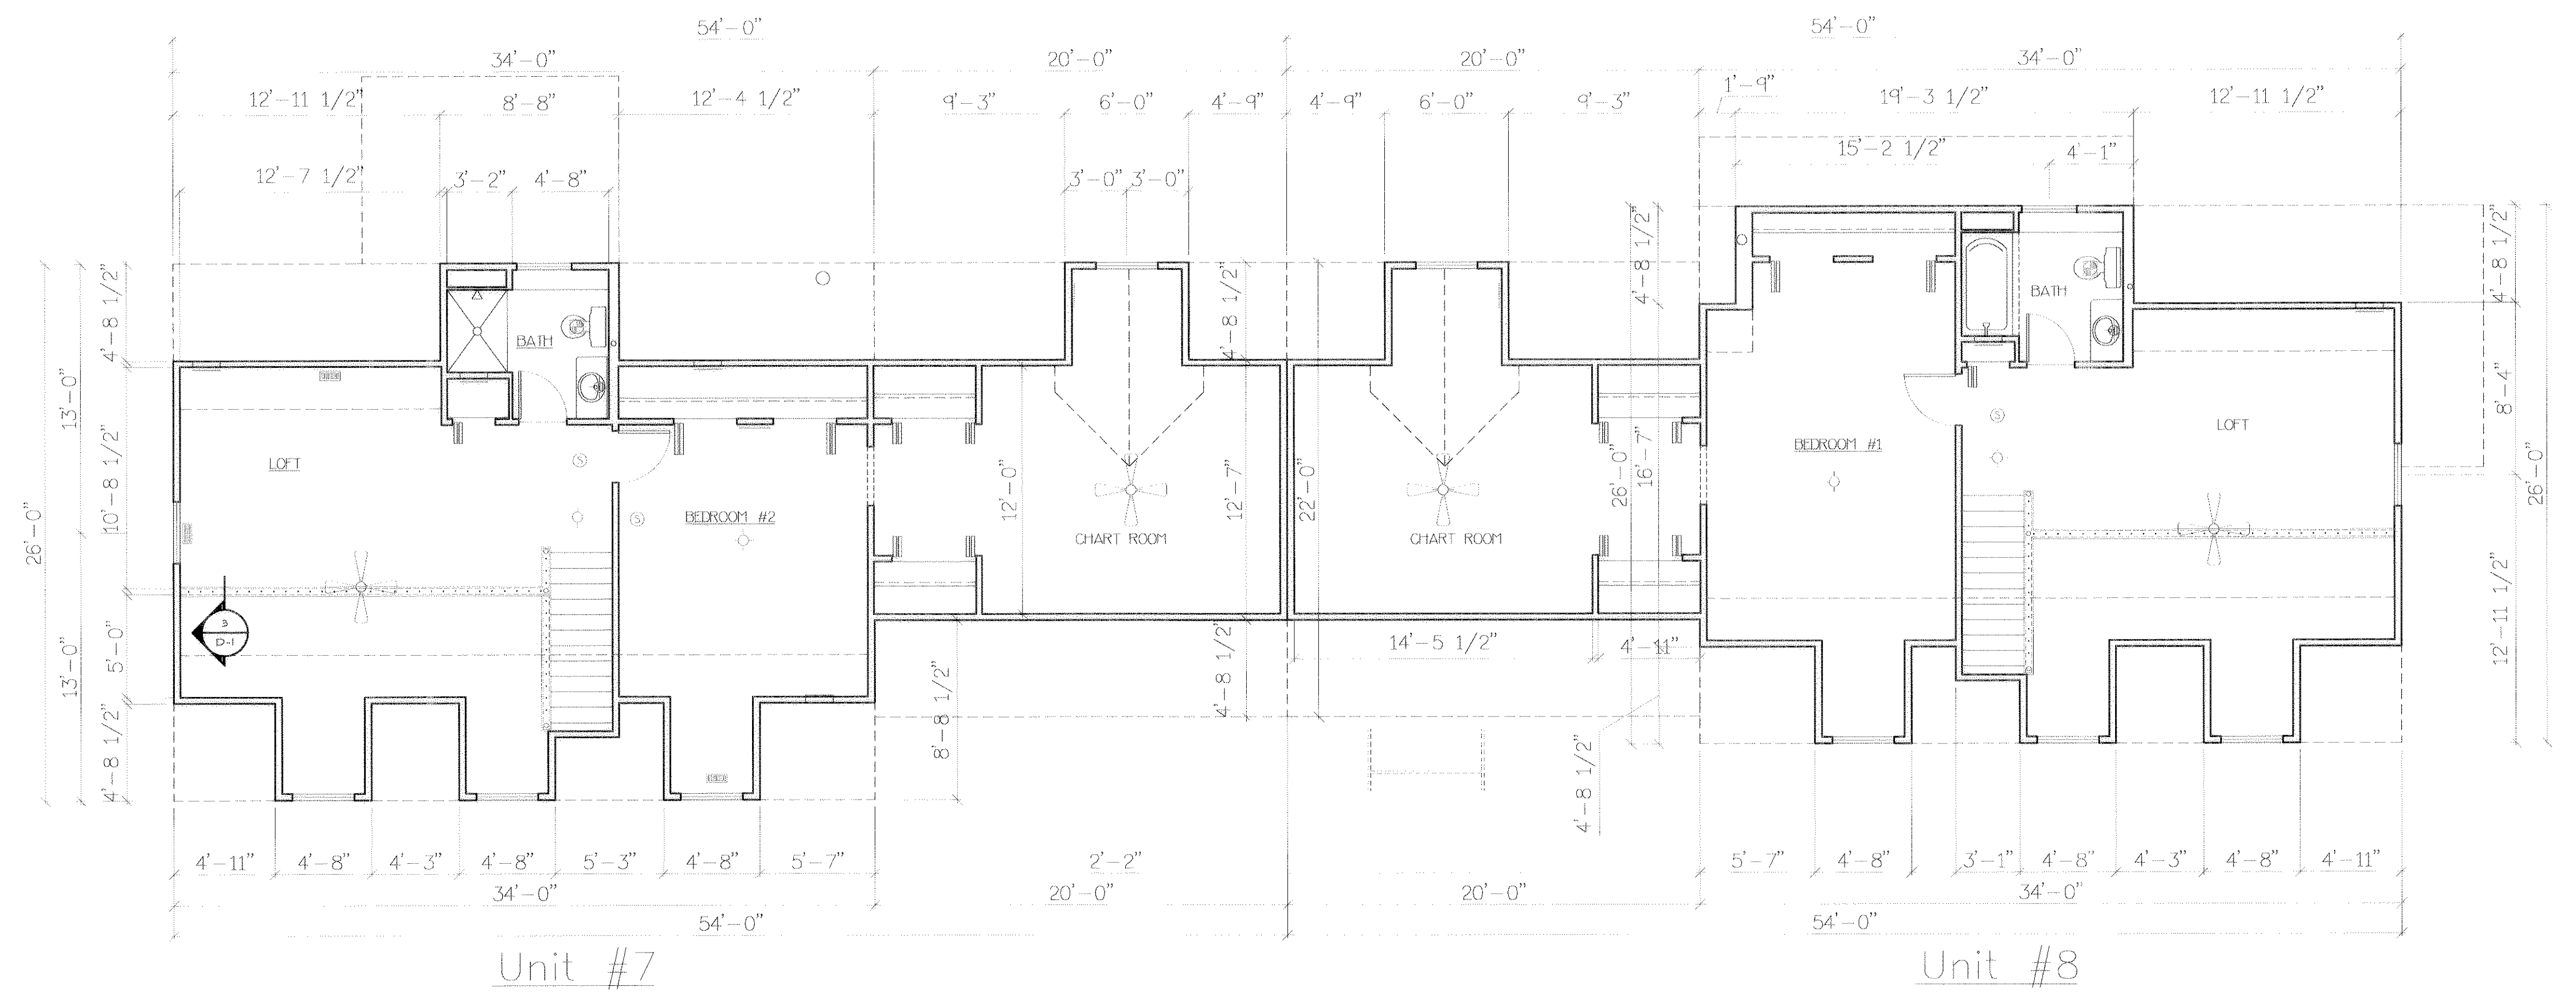 54'-0" 54'-0"
34'-0" 20'-0" 20'-0" 34'-0"
1'-9"
12'-11 1/2" 8'-8" 12'-4 1/2" 9'-3" 6'-0" 4'-9" 4'-9" 6'-0" 9'-3" 19'-3 1/2" 12'-11 1/2"
15'-2 1/2" 4'-1"
12'-7 1/2" 3'-2" 4'-8" 3'-0" 3'-0"
4'-8 1/2" 4'-8 1/2" 4'-8 1/2" 4'-8 1/2"
BATH BATH
13'-0" 8'-4"
LOFT BEDROOM #1 LOFT
26'-0" 10'-8 1/2" 12'-0" 12'-7" 22'-0" 26'-0" 16'-7" 26'-0"
S S S
BEDROOM #2
CHART ROOM CHART ROOM
3
D-1
13'-0" 5'-0" 12'-11 1/2"
14'-5 1/2" 4'-11"
4'-8 1/2" 8'-8 1/2" 4'-8 1/2" 4'-8 1/2"
4'-11" 4'-8" 4'-3" 4'-8" 5'-3" 4'-8" 5'-7" 2'-2" 5'-7" 4'-8" 3'-1" 4'-8" 4'-3" 4'-8" 4'-11"
34'-0" 20'-0" 20'-0" 34'-0"
54'-0" 54'-0"
Unit #7 Unit #8